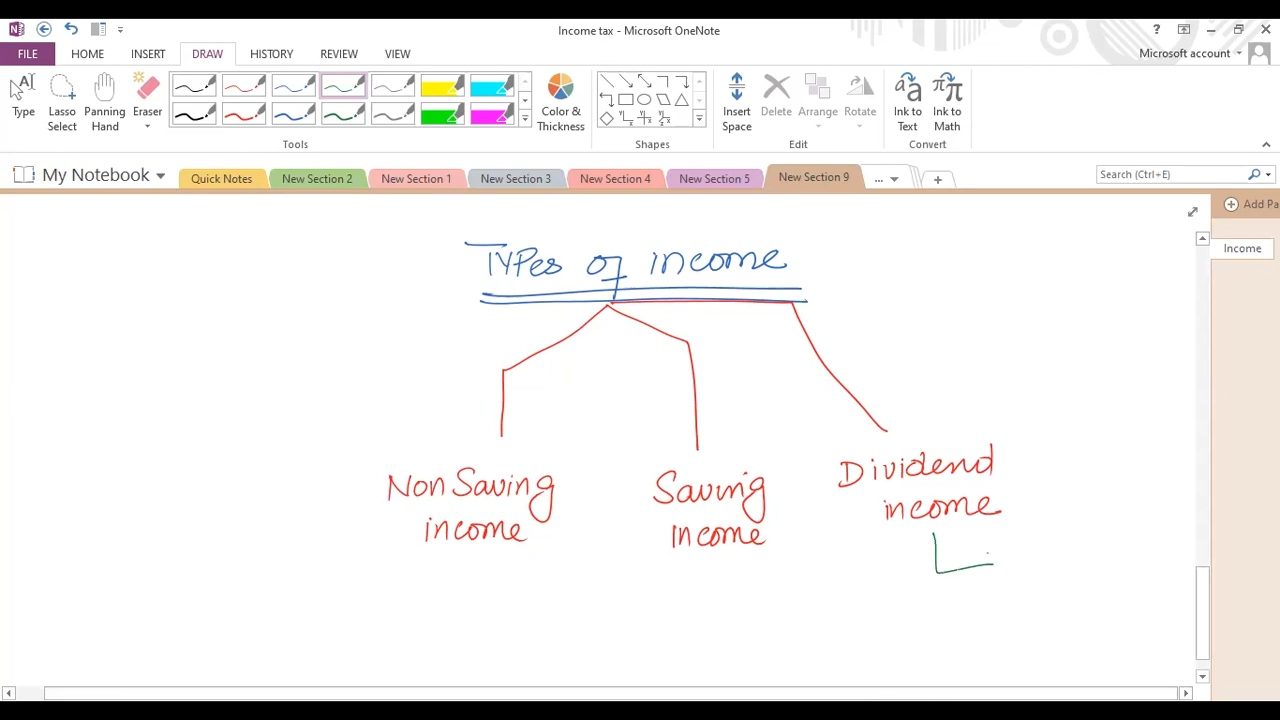 Income tax - Microsoft OneNote
?
FILE
HOME
INSERT
DRAW
HISTORY
REVIEW
VIEW
Microsoft account
Type
Lasso Select
Panning Hand
Eraser
Color & Thickness
Insert Space
Delete
Arrange
Rotate
Ink to Text
Ink to Math
Tools
Shapes
Edit
Convert
My Notebook
Quick Notes
New Section 2
New Section 1
New Section 3
New Section 4
New Section 5
New Section 9
...
Search (Ctrl+E)
Add Pa
Income
Types of income
Non Saving
income
Saving
Income
Dividend
income